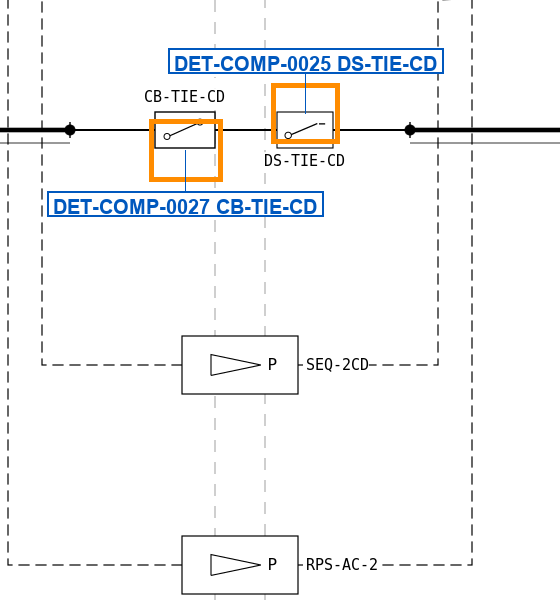 DET-COMP-0025 DS-TIE-CD
CB-TIE-CD
DS-TIE-CD
DET-COMP-0027 CB-TIE-CD
P SEQ-2CD
P RPS-AC-2